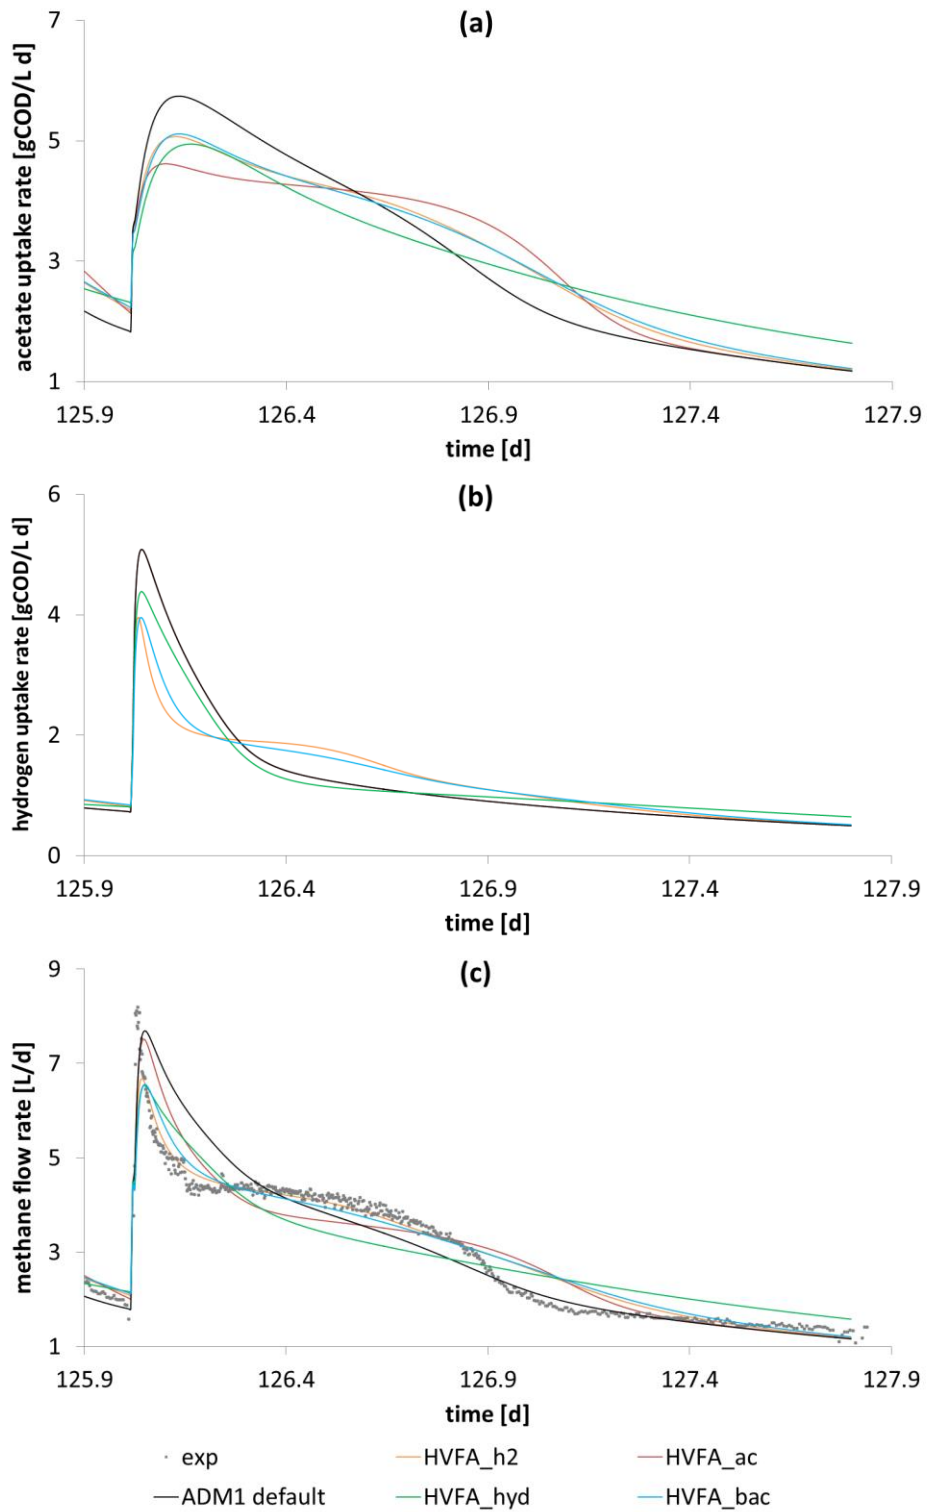 (a)
acetate uptake rate [gCOD/L d]
7
5
3
1
125.9 126.4 126.9 127.4 127.9
time [d]
(b)
hydrogen uptake rate [gCOD/L d]
6
4
2
0
125.9 126.4 126.9 127.4 127.9
time [d]
(c)
methane flow rate [L/d]
9
7
5
3
1
125.9 126.4 126.9 127.4 127.9
time [d]
exp HVFA_h2 HVFA_ac
ADM1 default HVFA_hyd HVFA_bac